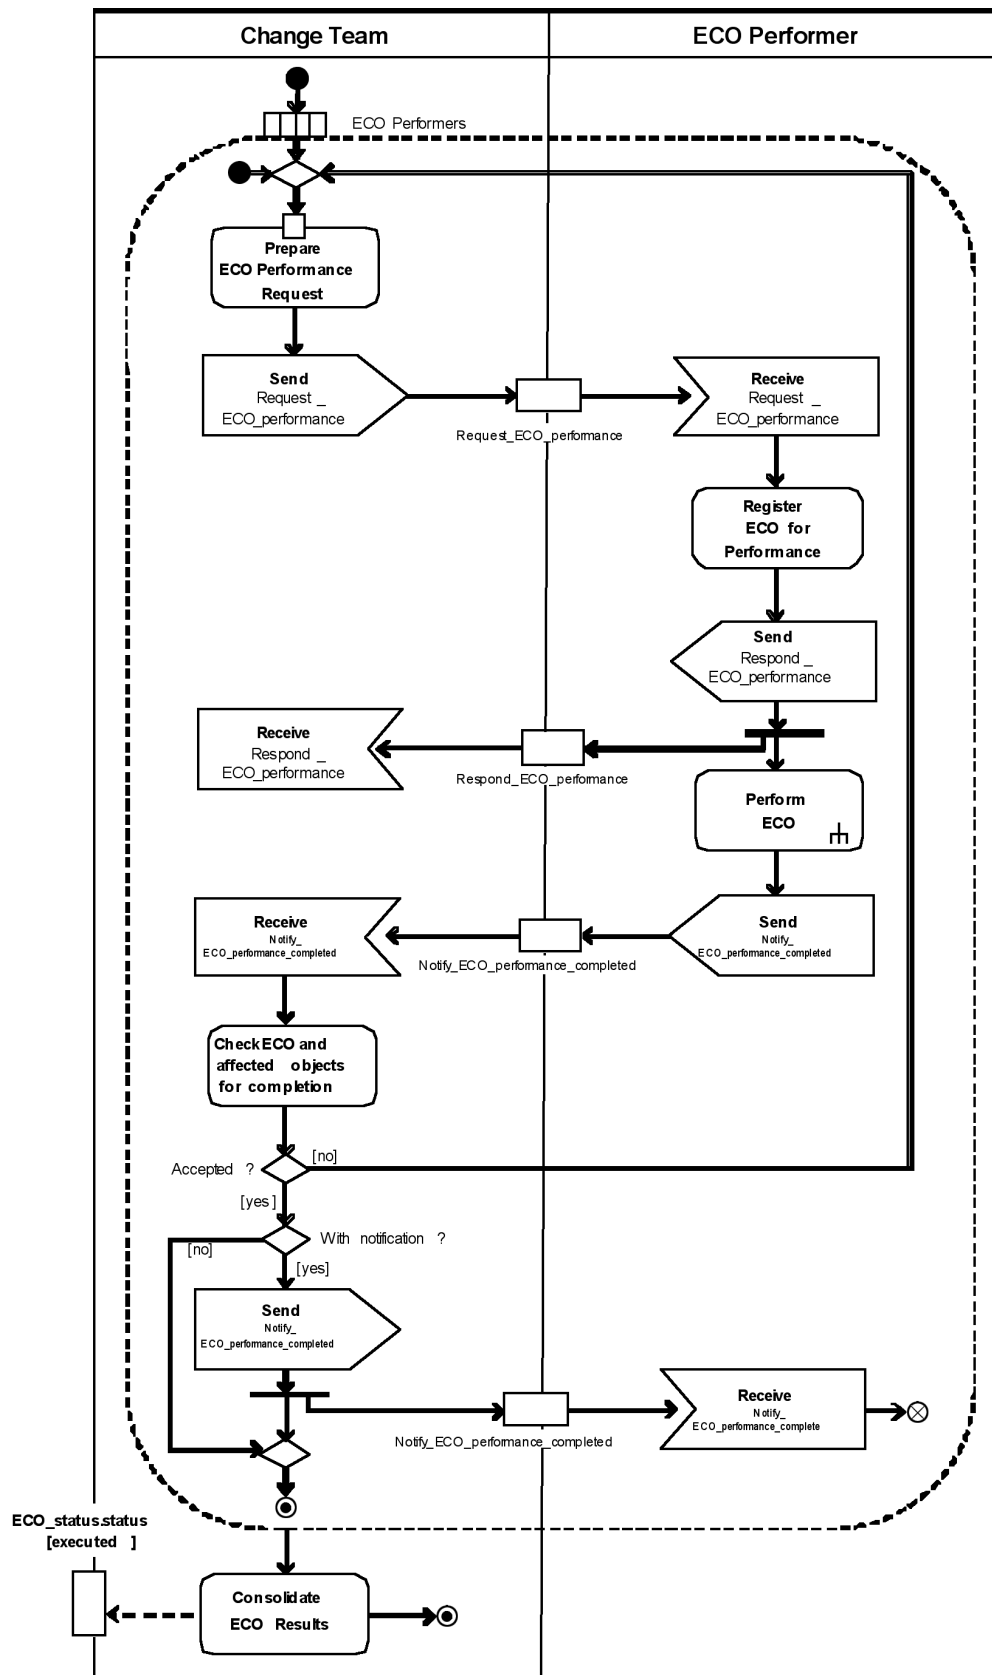 Change Team
ECO Performer
ECO Performers
Prepare
ECO Performance
Request
Send
Request _
ECO_performance
Request_ECO_performance
Receive
Request _
ECO_performance
Register
ECO for
Performance
Send
Respond _
ECO_performance
Receive
Respond _
ECO_performance
Respond_ECO_performance
Perform
ECO
Receive
Notify_
ECO_performance_completed
Notify_ECO_performance_completed
Send
Notify_
ECO_performance_completed
Check ECO and
affected objects
for completion
Accepted ?
[no]
[yes ]
With notification ?
[no]
[yes]
Send
Notify_
ECO_performance_completed
Notify_ECO_performance_completed
Receive
Notify_
ECO_performance_complete
ECO_status.status
[executed ]
Consolidate
ECO Results